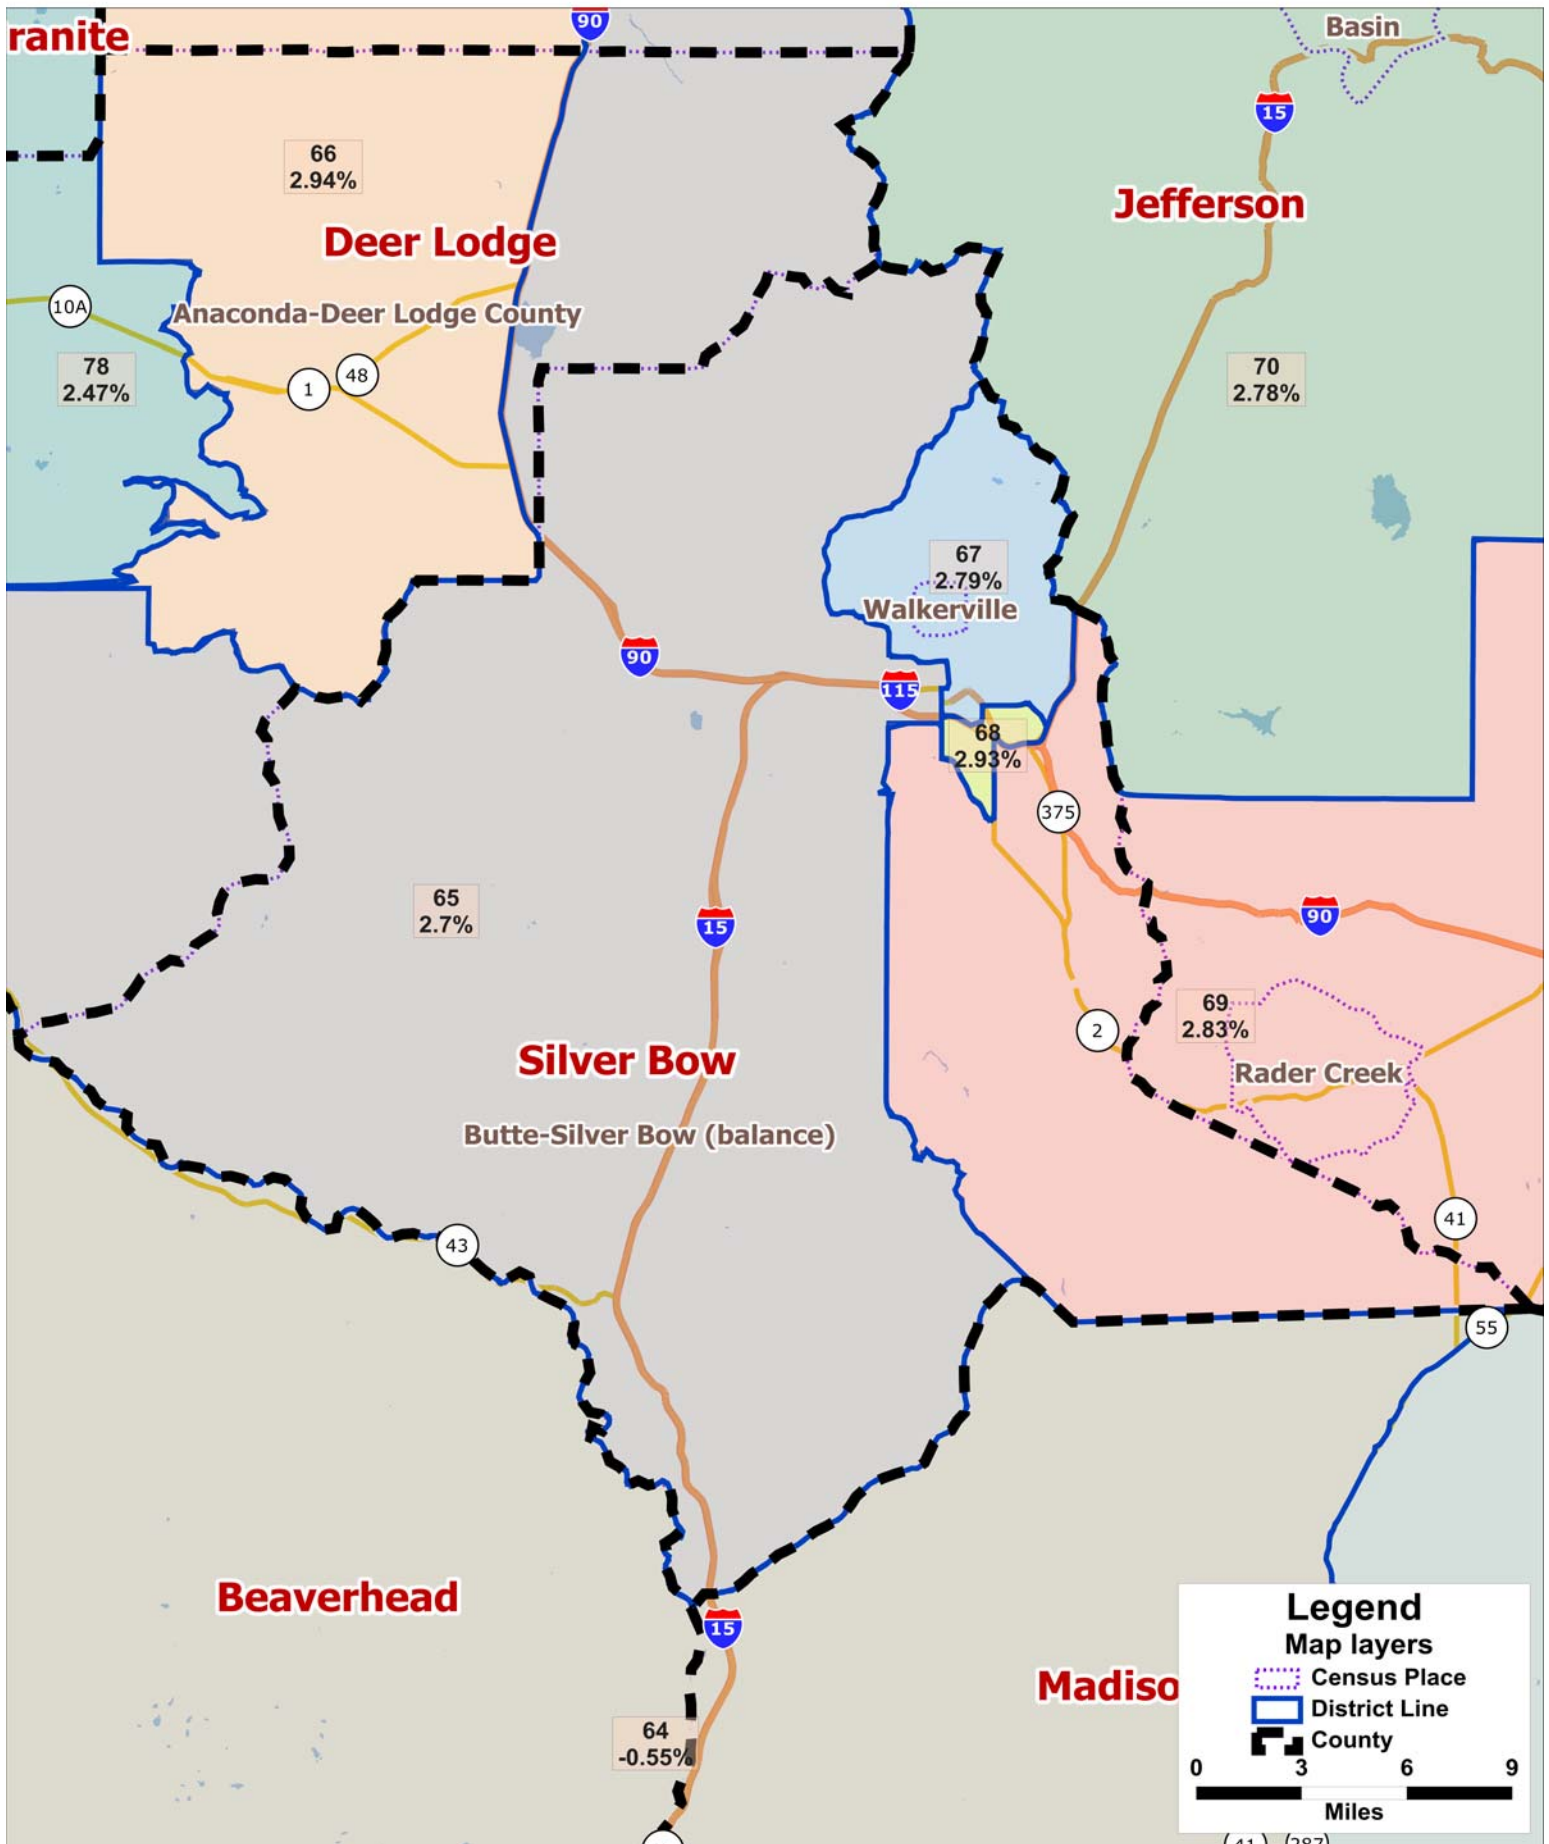 90
ranite
Basin
15
66
2.94%
Jefferson
Deer Lodge
10A
Anaconda-Deer Lodge County
78
2.47%
48
1
70
2.78%
67
2.79%
Walkerville
90
115
68
2.93%
375
65
2.7%
15
90
69
2.83%
2
Silver Bow
Rader Creek
Butte-Silver Bow (balance)
41
43
55
Beaverhead
15
Madiso
64
-0.55%
Legend
Map layers
Census Place
District Line
County
0 3 6 9
Miles
41 287